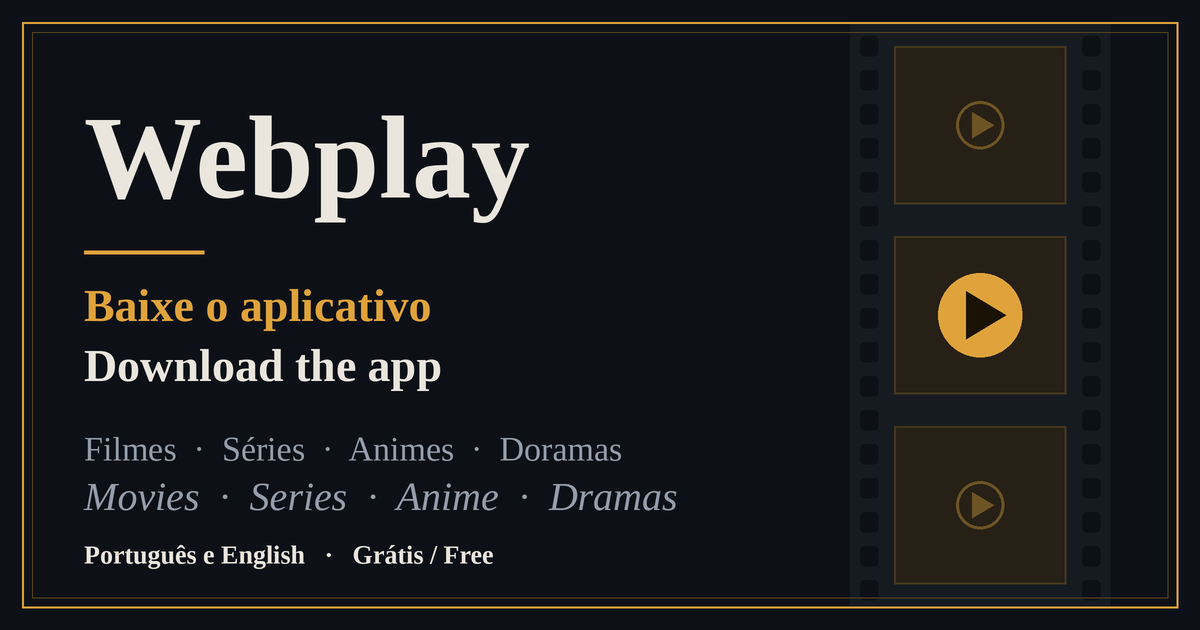 Webplay
Baixe o aplicativo
Download the app
Filmes · Séries · Animes · Doramas
Movies · Series · Anime · Dramas
Português e English · Grátis / Free